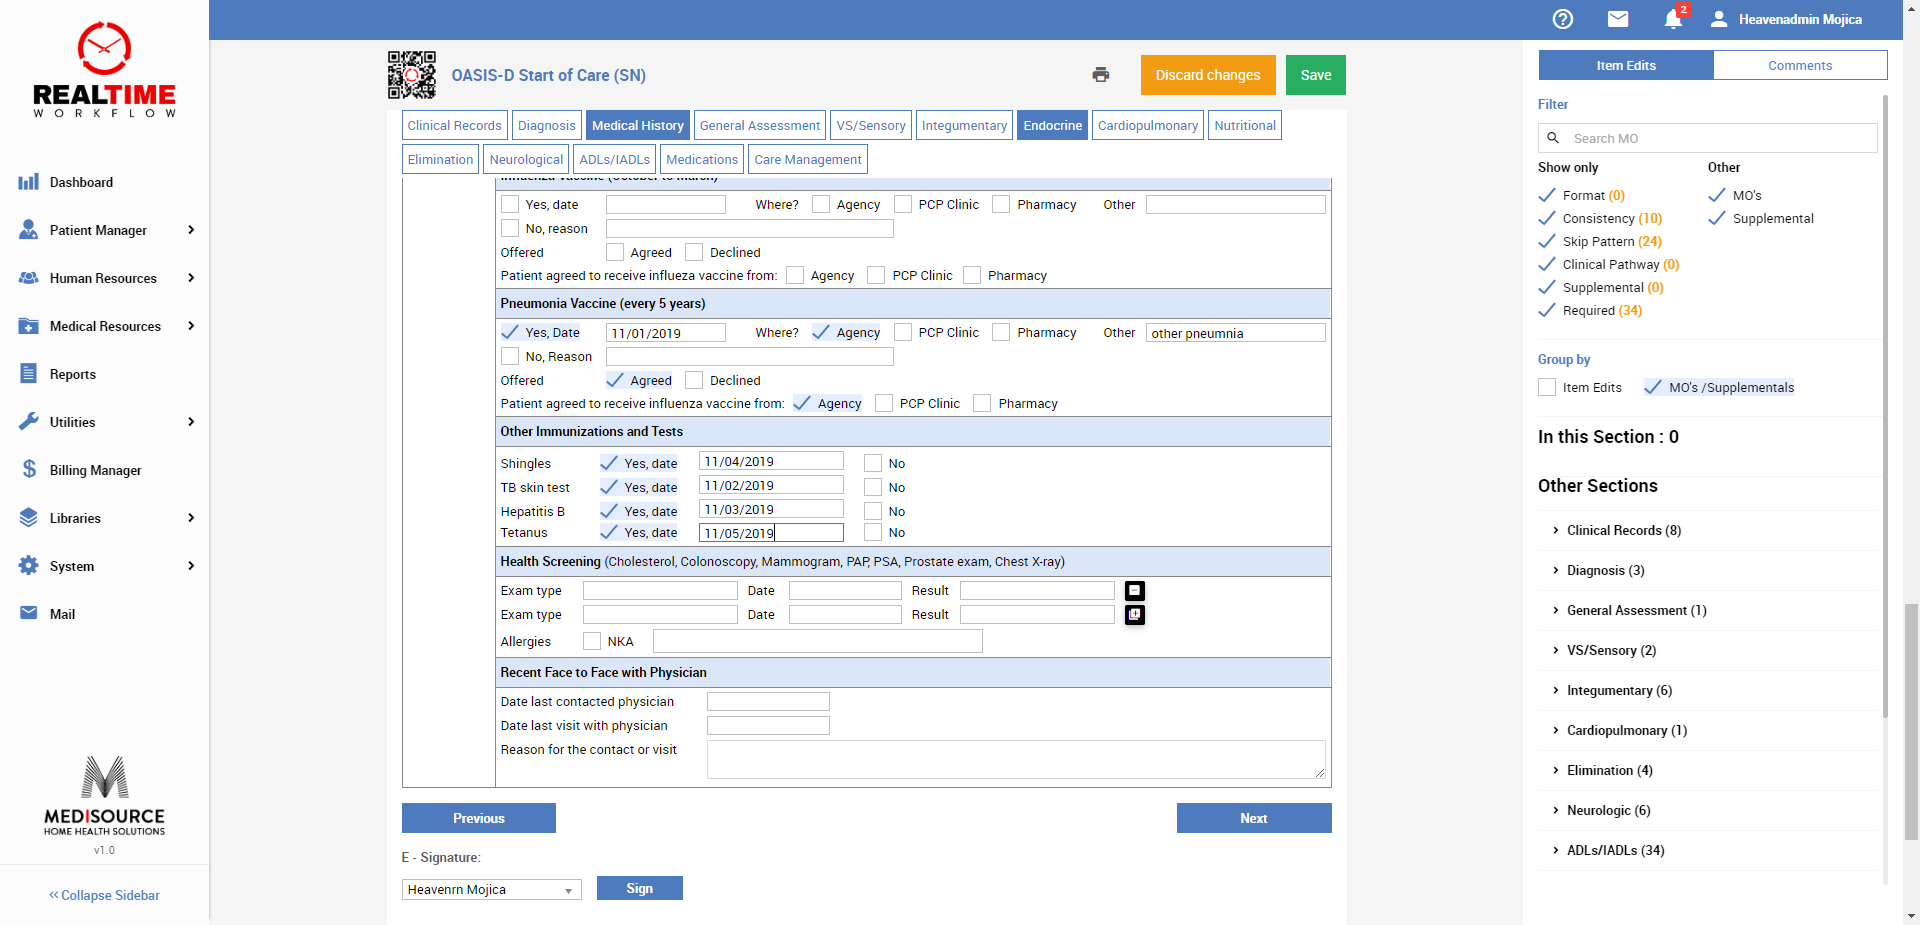 REALTIME
WORKFLOW
Dashboard
Patient Manager
Human Resources
Medical Resources
Reports
Utilities
Billing Manager
Libraries
System
Mail
MEDISOURCE
HOME HEALTH SOLUTIONS
v1.0
Collapse Sidebar
2
Heavenadmin Mojica
OASIS-D Start of Care (SN)
Discard changes
Save
Clinical Records
Diagnosis
Medical History
General Assessment
VS/Sensory
Integumentary
Endocrine
Cardiopulmonary
Nutritional
Elimination
Neurological
ADLs/IADLs
Medications
Care Management
Influenza Vaccine (October to March)
Yes, date Where? Agency PCP Clinic Pharmacy Other
No, reason
Offered Agreed Declined
Patient agreed to receive influeza vaccine from: Agency PCP Clinic Pharmacy
Pneumonia Vaccine (every 5 years)
Yes, Date 11/01/2019 Where? Agency PCP Clinic Pharmacy Other other pneumnia
No, Reason
Offered Agreed Declined
Patient agreed to receive influenza vaccine from: Agency PCP Clinic Pharmacy
Other Immunizations and Tests
Shingles Yes, date 11/04/2019 No
TB skin test Yes, date 11/02/2019 No
Hepatitis B Yes, date 11/03/2019 No
Tetanus Yes, date 11/05/2019 No
Health Screening (Cholesterol, Colonoscopy, Mammogram, PAP, PSA, Prostate exam, Chest X-ray)
Exam type Date Result
Exam type Date Result
Allergies NKA
Recent Face to Face with Physician
Date last contacted physician
Date last visit with physician
Reason for the contact or visit
Previous
Next
E - Signature:
Heavenrn Mojica
Sign
Item Edits
Comments
Filter
Search MO
Show only Other
Format (0) MO's
Consistency (10) Supplemental
Skip Pattern (24)
Clinical Pathway (0)
Supplemental (0)
Required (34)
Group by
Item Edits MO's /Supplementals
In this Section : 0
Other Sections
Clinical Records (8)
Diagnosis (3)
General Assessment (1)
VS/Sensory (2)
Integumentary (6)
Cardiopulmonary (1)
Elimination (4)
Neurologic (6)
ADLs/IADLs (34)